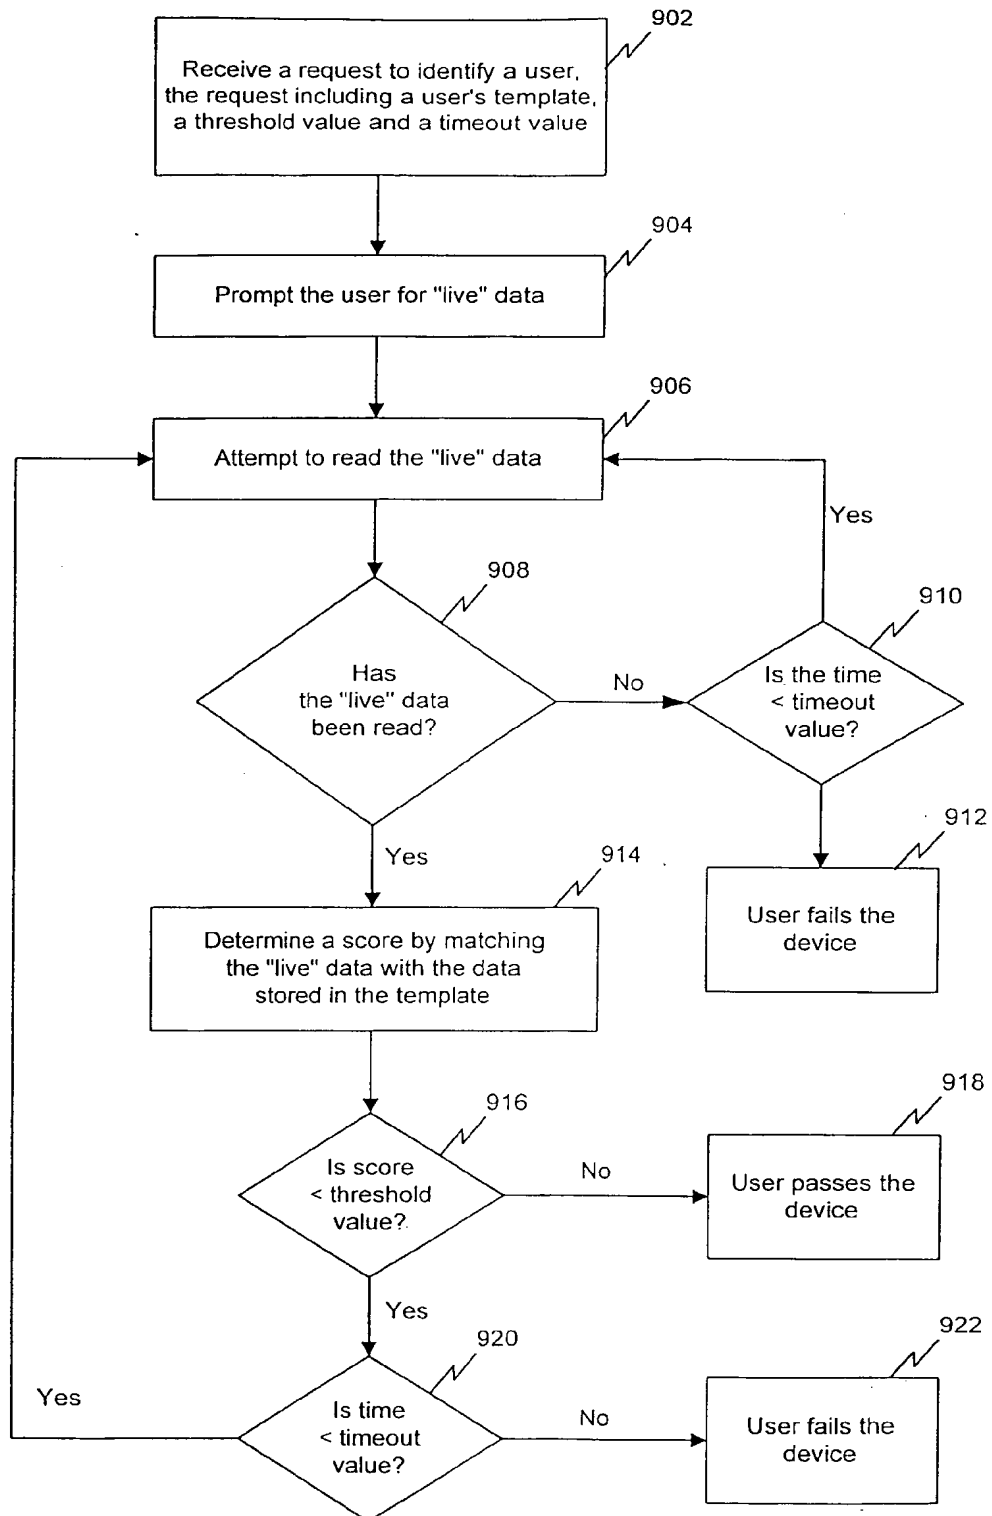 902
Receive a request to identify a user,
the request including a user's template,
a threshold value and a timeout value
904
Prompt the user for "live" data
906
Attempt to read the "live" data
Yes
908
910
Has
the "live" data
been read?
No
Is the time
< timeout
value?
912
Yes
914
User fails the
device
Determine a score by matching
the "live" data with the data
stored in the template
918
916
Is score
< threshold
value?
No
User passes the
device
Yes
920
922
Yes
Is time
< timeout
value?
No
User fails the
device